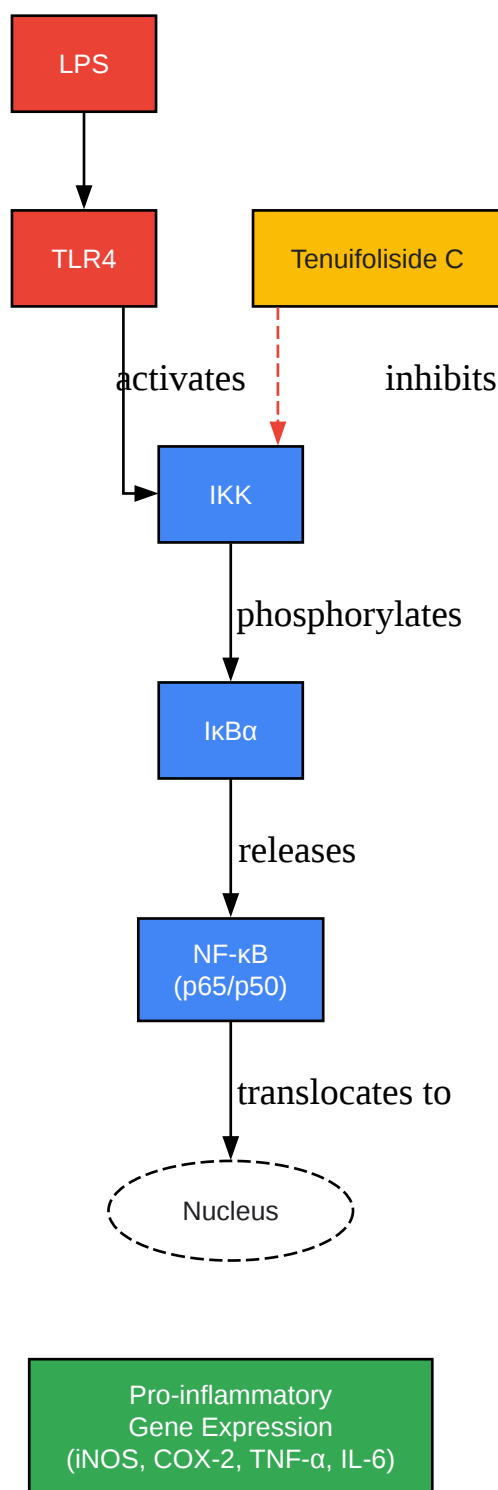 LPS
TLR4
Tenuifoliside C
activates
inhibits
IKK
phosphorylates
IκBα
releases
NF-κB
(p65/p50)
translocates to
Nucleus
Pro-inflammatory
Gene Expression
(iNOS, COX-2, TNF-α, IL-6)